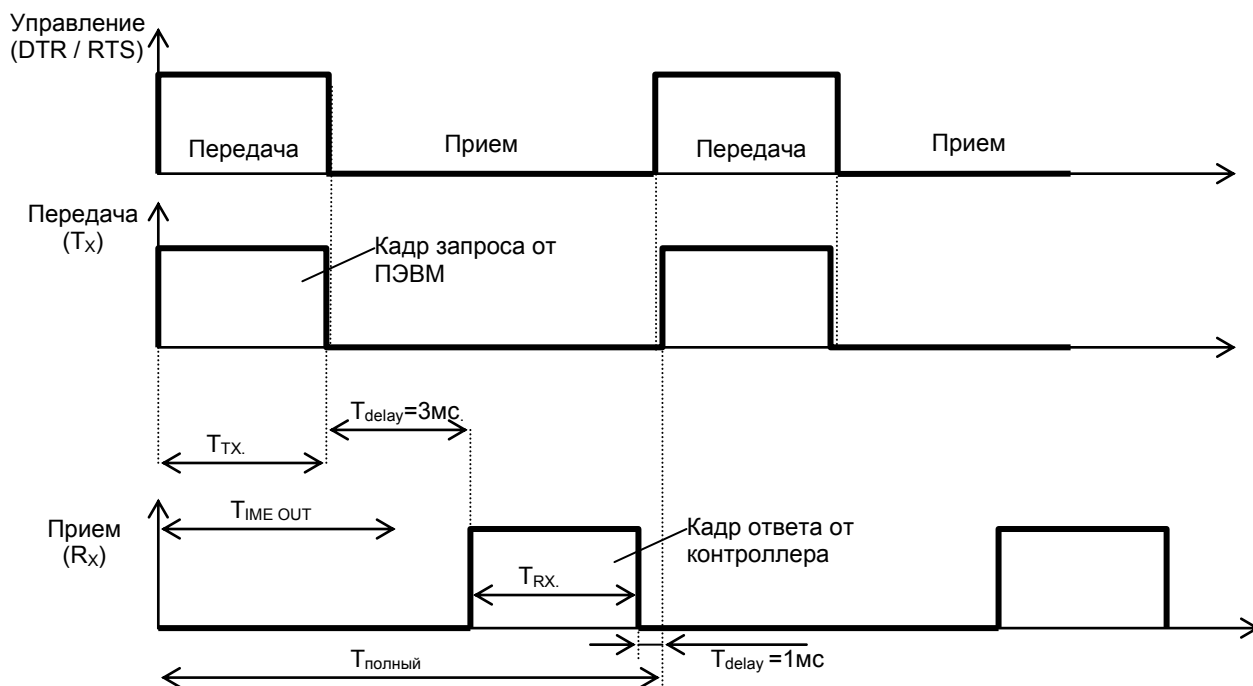 Управление
(DTR / RTS)
Передача
Прием
Передача
Прием
Передача
(TX)
Кадр запроса от
ПЭВМ
Tdelay=3мс.
TTX.
TIME OUT
Прием
(RX)
Кадр ответа от
контроллера
TRX.
Tполный
Tdelay =1мс